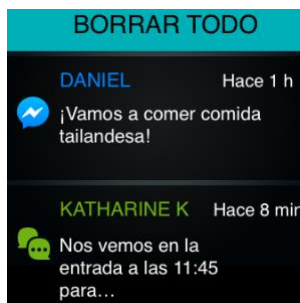 BORRAR TODO
DANIEL Hace 1 h
¡Vamos a comer comida
tailandesa!
KATHARINE K Hace 8 min
Nos vemos en la
entrada a las 11:45
para…